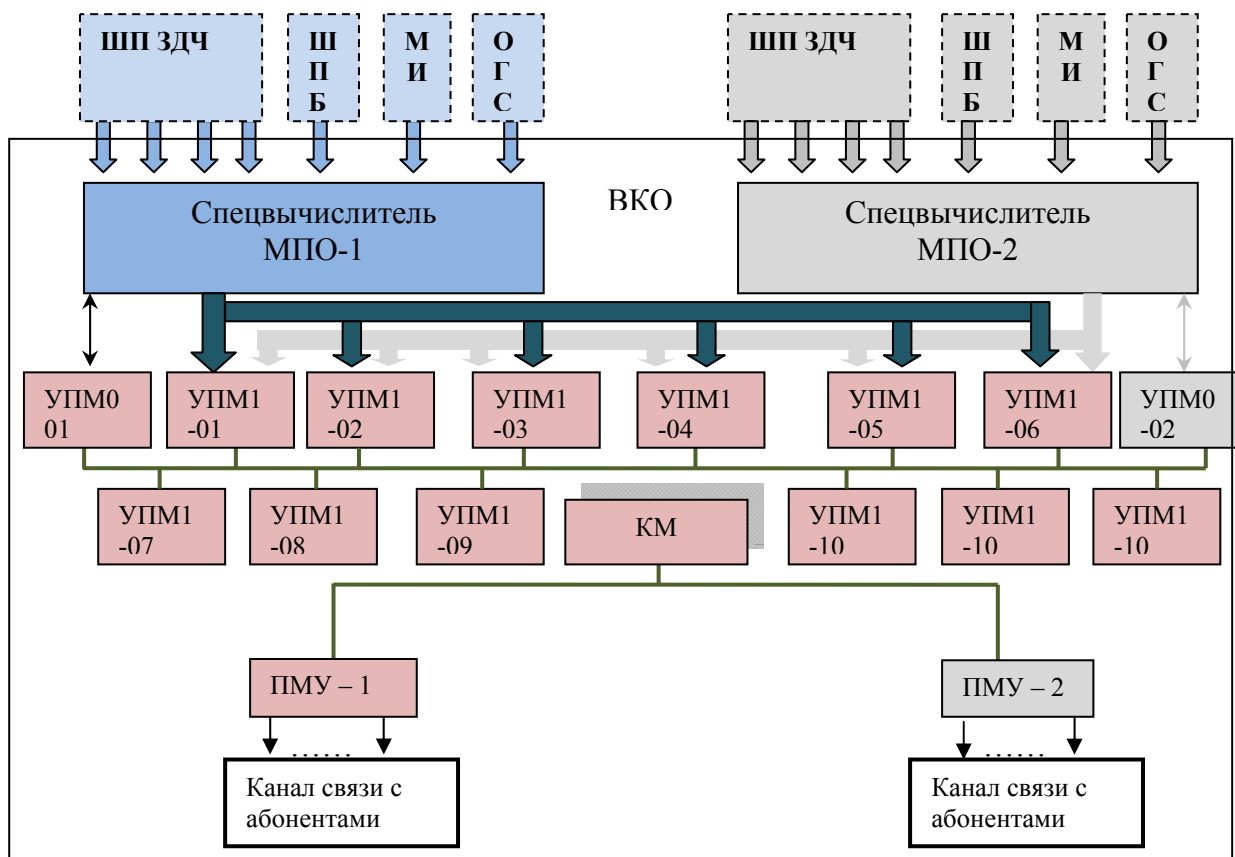 ШП ЗДЧ
Ш
П
Б
М
И
О
Г
С
ШП ЗДЧ
Ш
П
Б
М
И
О
Г
С
Спецвычислитель
МПО-1
ВКО
Спецвычислитель
МПО-2
УПМ0
01
УПМ1
-01
УПМ1
-02
УПМ1
-03
УПМ1
-04
УПМ1
-05
УПМ1
-06
УПМ0
-02
УПМ1
-07
УПМ1
-08
УПМ1
-09
КМ
УПМ1
-10
УПМ1
-10
УПМ1
-10
ПМУ – 1
ПМУ – 2
......
......
Канал связи с
абонентами
Канал связи с
абонентами